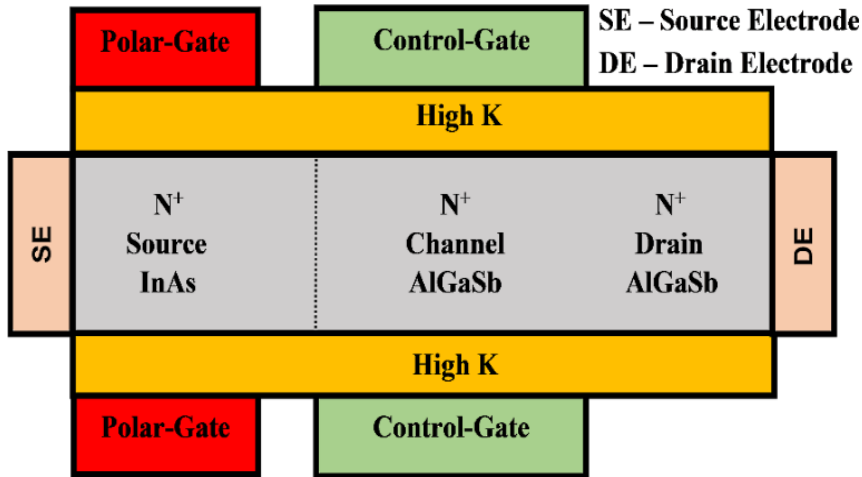 Polar-Gate
Control-Gate
SE – Source Electrode
DE – Drain Electrode
High K
SE
N⁺
Source
InAs
N⁺
Channel
AlGaSb
N⁺
Drain
AlGaSb
DE
High K
Polar-Gate
Control-Gate